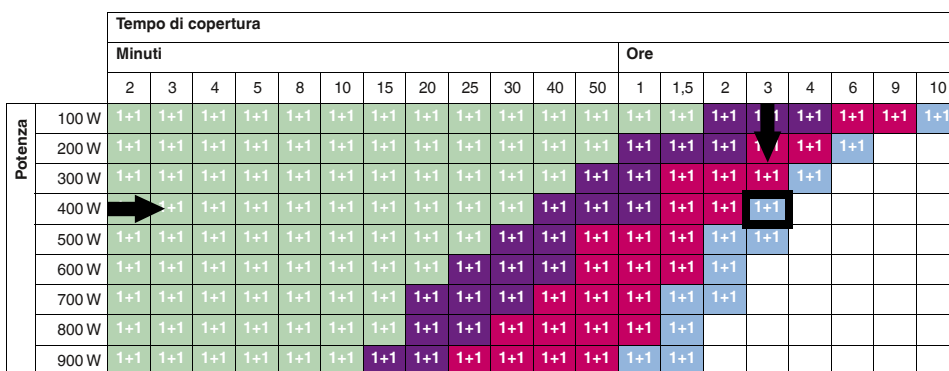 Tempo di copertura
Minuti Ore
2 3 4 5 8 10 15 20 25 30 40 50 1 1,5 2 3 4 6 9 10
Potenza
100 W 1+1 1+1 1+1 1+1 1+1 1+1 1+1 1+1 1+1 1+1 1+1 1+1 1+1 1+1 1+1 1+1 1+1 1+1 1+1 1+1
200 W 1+1 1+1 1+1 1+1 1+1 1+1 1+1 1+1 1+1 1+1 1+1 1+1 1+1 1+1 1+1 1+1 1+1 1+1
300 W 1+1 1+1 1+1 1+1 1+1 1+1 1+1 1+1 1+1 1+1 1+1 1+1 1+1 1+1 1+1 1+1 1+1
400 W 1+1 1+1 1+1 1+1 1+1 1+1 1+1 1+1 1+1 1+1 1+1 1+1 1+1 1+1 1+1
500 W 1+1 1+1 1+1 1+1 1+1 1+1 1+1 1+1 1+1 1+1 1+1 1+1 1+1 1+1 1+1 1+1
600 W 1+1 1+1 1+1 1+1 1+1 1+1 1+1 1+1 1+1 1+1 1+1 1+1 1+1 1+1 1+1
700 W 1+1 1+1 1+1 1+1 1+1 1+1 1+1 1+1 1+1 1+1 1+1 1+1 1+1 1+1 1+1
800 W 1+1 1+1 1+1 1+1 1+1 1+1 1+1 1+1 1+1 1+1 1+1 1+1 1+1 1+1
900 W 1+1 1+1 1+1 1+1 1+1 1+1 1+1 1+1 1+1 1+1 1+1 1+1 1+1 1+1